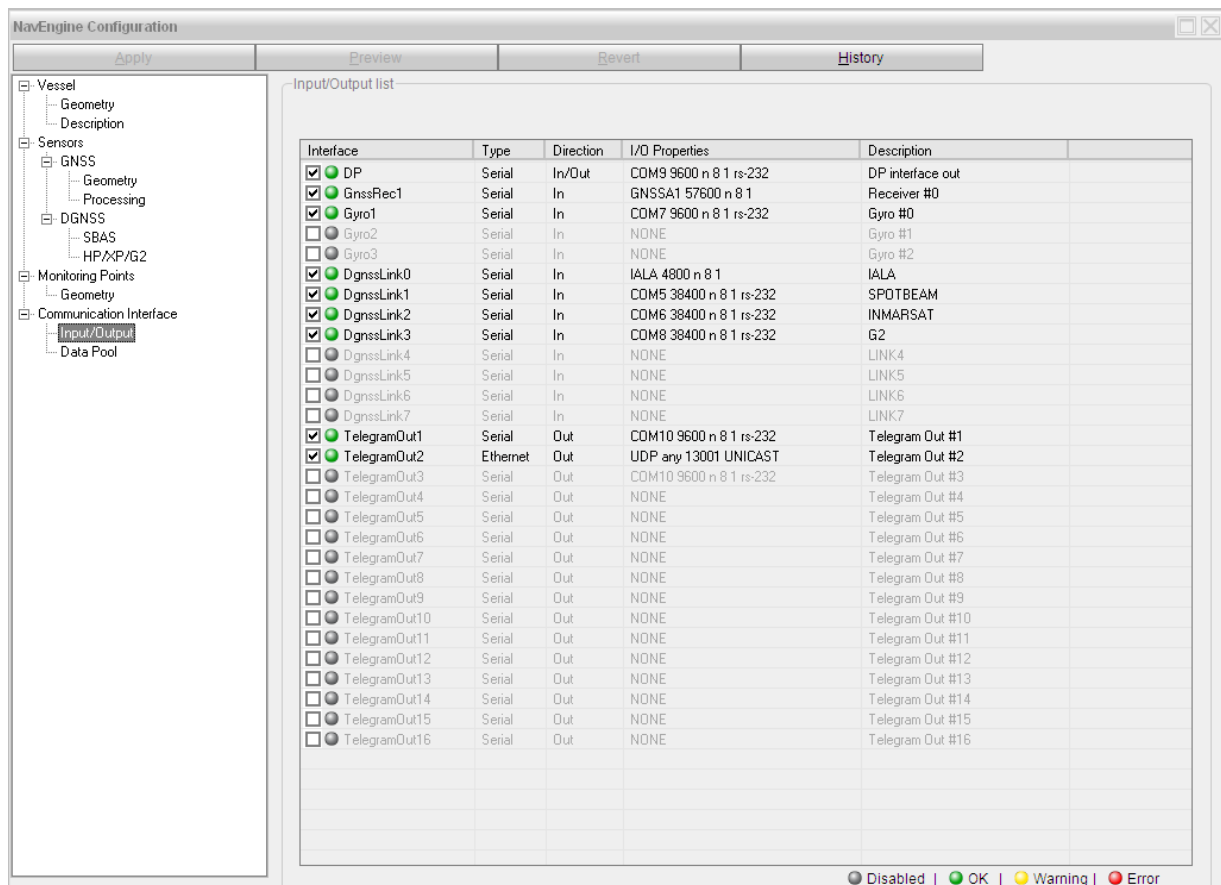 NavEngine Configuration
Apply Preview Revert History
Vessel
Geometry
Description
Sensors
GNSS
Geometry
Processing
DGNSS
SBAS
HP/XP/G2
Monitoring Points
Geometry
Communication Interface
Input/Output
Data Pool
Input/Output list
Interface Type Direction I/O Properties Description
DP Serial In/Out COM9 9600 n 8 1 rs-232 DP interface out
GnssRec1 Serial In GNSSA1 57600 n 8 1 Receiver #0
Gyro1 Serial In COM7 9600 n 8 1 rs-232 Gyro #0
Gyro2 Serial In NONE Gyro #1
Gyro3 Serial In NONE Gyro #2
DgnssLink0 Serial In IALA 4800 n 8 1 IALA
DgnssLink1 Serial In COM5 38400 n 8 1 rs-232 SPOTBEAM
DgnssLink2 Serial In COM6 38400 n 8 1 rs-232 INMARSAT
DgnssLink3 Serial In COM8 38400 n 8 1 rs-232 G2
DgnssLink4 Serial In NONE LINK4
DgnssLink5 Serial In NONE LINK5
DgnssLink6 Serial In NONE LINK6
DgnssLink7 Serial In NONE LINK7
TelegramOut1 Serial Out COM10 9600 n 8 1 rs-232 Telegram Out #1
TelegramOut2 Ethernet Out UDP any 13001 UNICAST Telegram Out #2
TelegramOut3 Serial Out COM10 9600 n 8 1 rs-232 Telegram Out #3
TelegramOut4 Serial Out NONE Telegram Out #4
TelegramOut5 Serial Out NONE Telegram Out #5
TelegramOut6 Serial Out NONE Telegram Out #6
TelegramOut7 Serial Out NONE Telegram Out #7
TelegramOut8 Serial Out NONE Telegram Out #8
TelegramOut9 Serial Out NONE Telegram Out #9
TelegramOut10 Serial Out NONE Telegram Out #10
TelegramOut11 Serial Out NONE Telegram Out #11
TelegramOut12 Serial Out NONE Telegram Out #12
TelegramOut13 Serial Out NONE Telegram Out #13
TelegramOut14 Serial Out NONE Telegram Out #14
TelegramOut15 Serial Out NONE Telegram Out #15
TelegramOut16 Serial Out NONE Telegram Out #16
Disabled | OK | Warning | Error